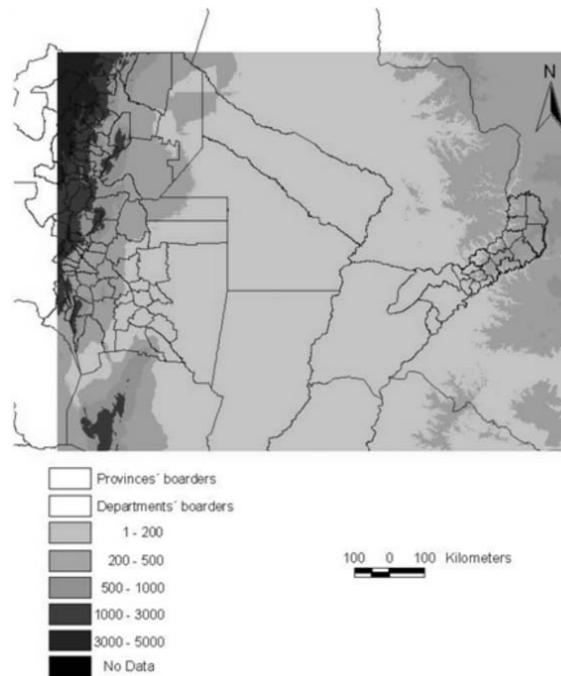 N
Provinces´ boarders
Departments´ boarders
1 - 200
200 - 500
500 - 1000
1000 - 3000
3000 - 5000
No Data
100 0 100 Kilometers